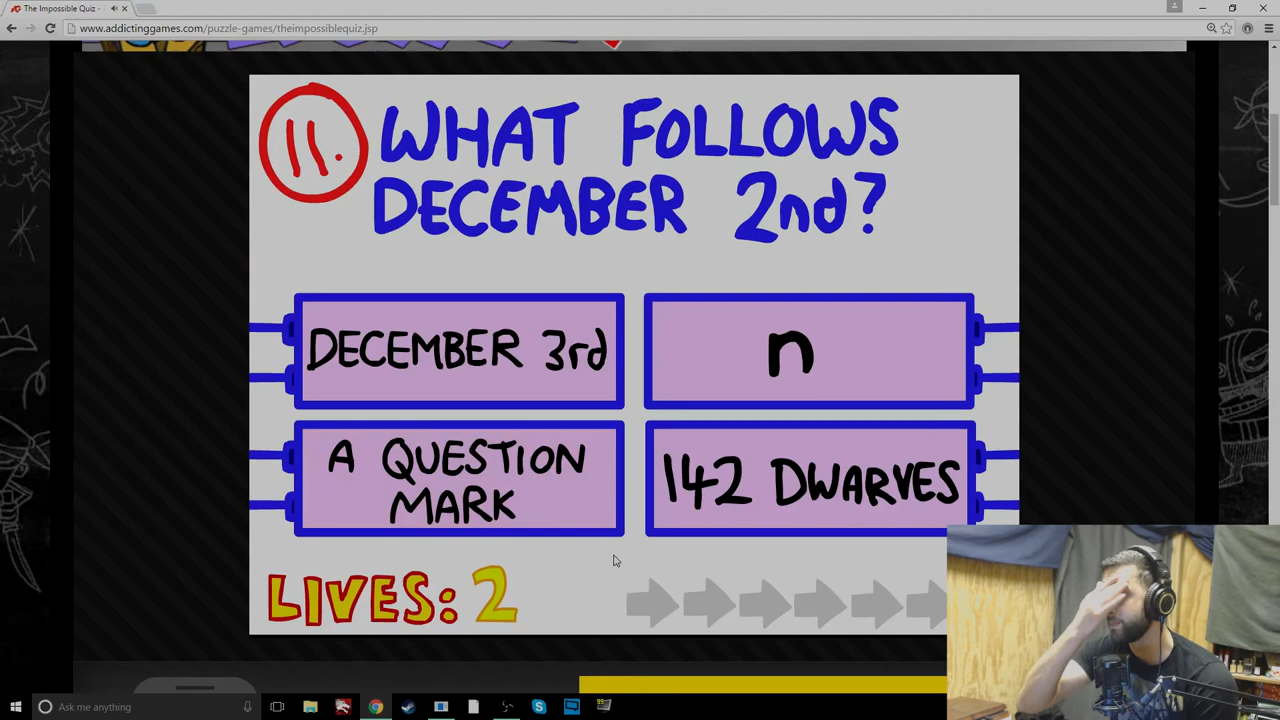 The Impossible Quiz -
www.addictinggames.com/puzzle-games/theimpossiblequiz.jsp
11. WHAT FOLLOWS
DECEMBER 2nd?
DECEMBER 3rd
n
A QUESTION
MARK
142 DWARVES
LIVES: 2
Ask me anything